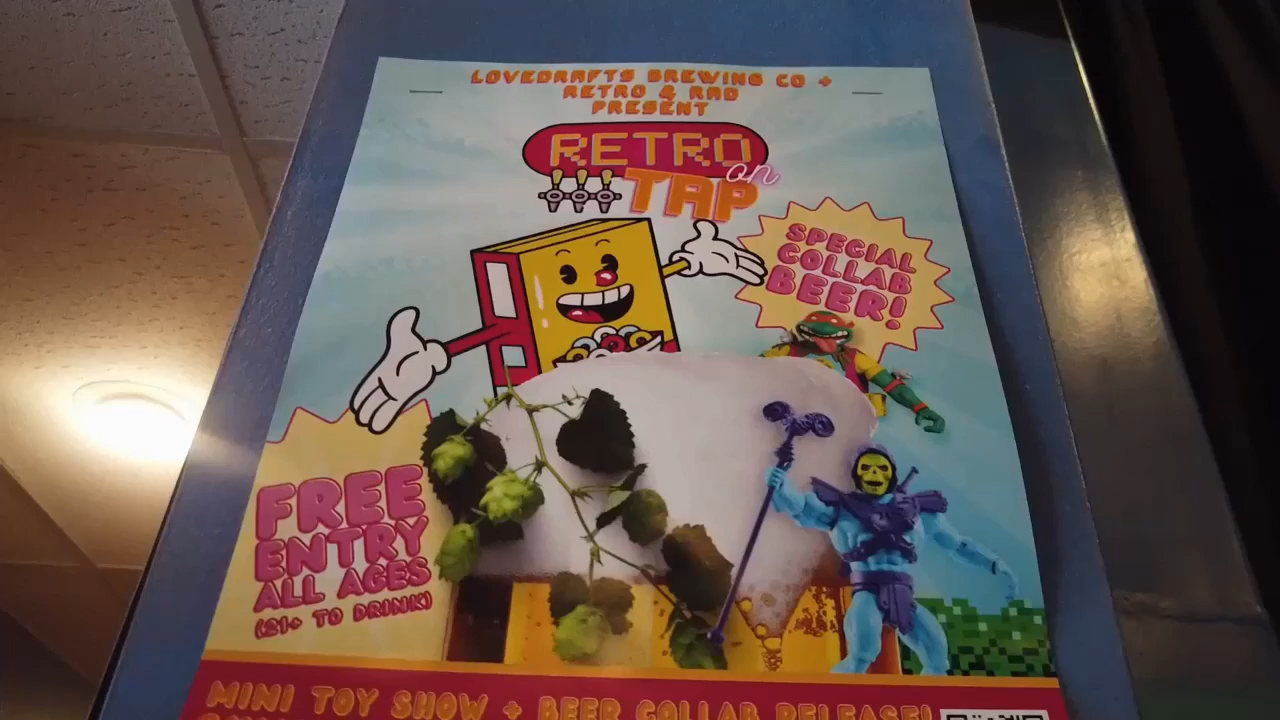 LOVEDRAFTS BREWING CO +
RETRO & RAD
PRESENT
RETRO
on
TAP
SPECIAL
COLLAB
BEER!
FREE
ENTRY
ALL AGES
(21+ TO DRINK)
MINI TOY SHOW + BEER COLLAB RELEASE!